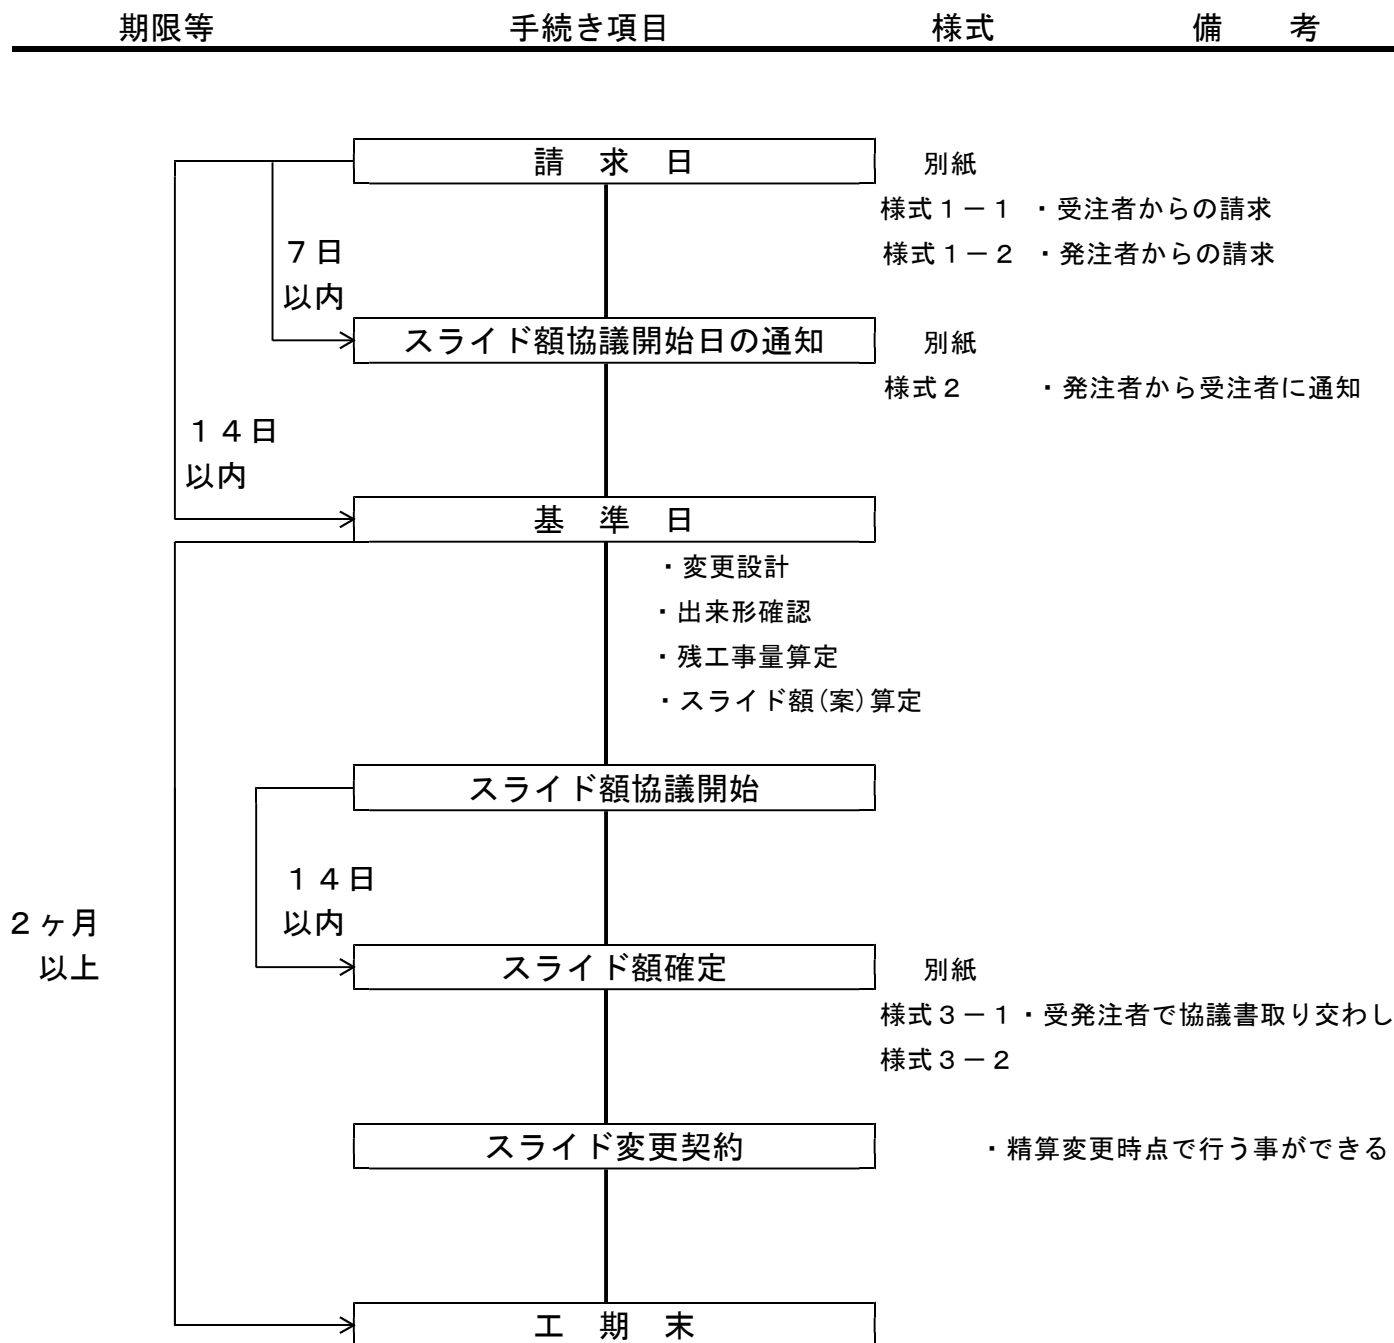 期限等 手続き項目 様式 備 考
請 求 日 別紙
様式１－１ ・受注者からの請求
７日 様式１－２ ・発注者からの請求
以内
スライド額協議開始日の通知 別紙
様式２ ・発注者から受注者に通知
１４日
以内
基 準 日
・変更設計
・出来形確認
・残工事量算定
・スライド額(案)算定
スライド額協議開始
１４日
２ヶ月 以内
以上 スライド額確定 別紙
様式３－１・受発注者で協議書取り交わし
様式３－２
スライド変更契約 ・精算変更時点で行う事ができる
工 期 末